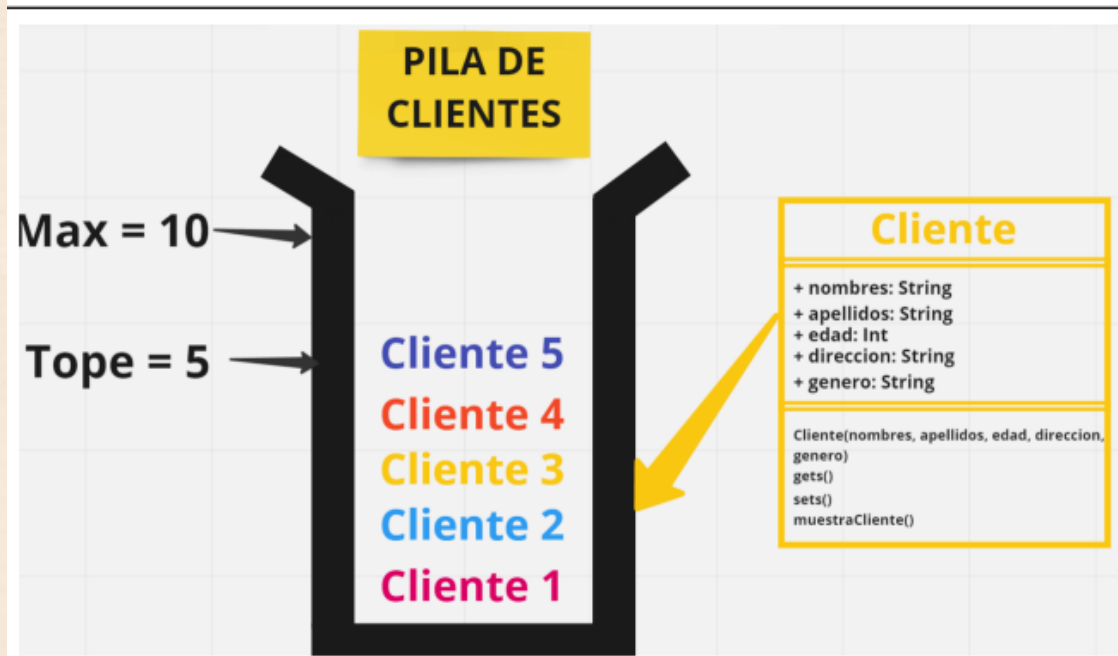 PILA DE
CLIENTES
Max = 10
Tope = 5
Cliente 5
Cliente 4
Cliente 3
Cliente 2
Cliente 1
Cliente
+ nombres: String
+ apellidos: String
+ edad: Int
+ direccion: String
+ genero: String
Cliente(nombres, apellidos, edad, direccion,
genero)
gets()
sets()
muestraCliente()